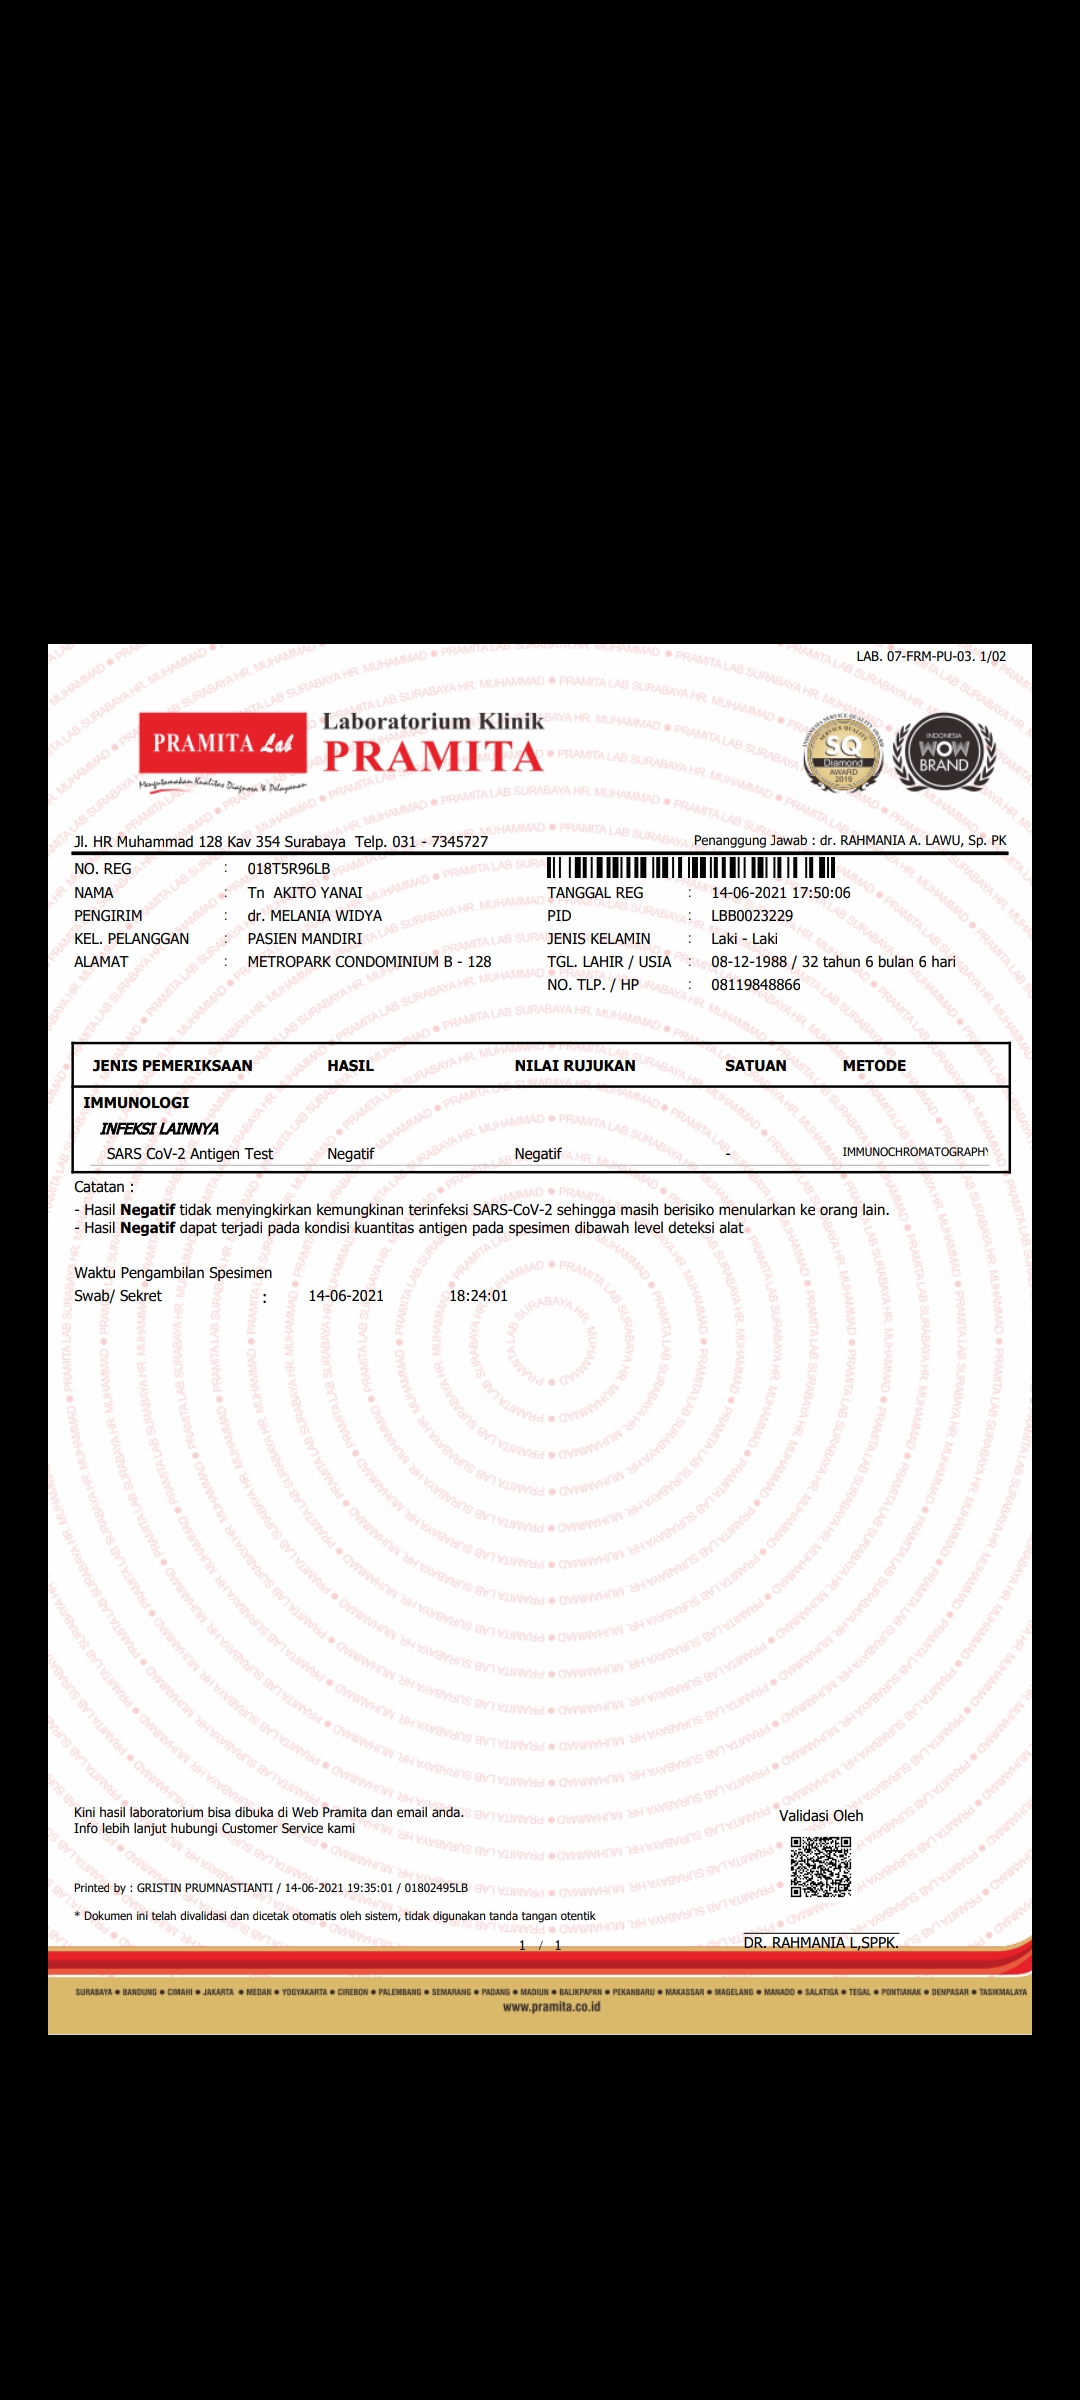 LAB. 07-FRM-PU-03. 1/02
PRAMITA Lab
Mengutamakan Kualitas Diagnosa & Pelayanan
Laboratorium Klinik
PRAMITA
INDONESIA SERVICE QUALITY AWARD
SERVICE QUALITY
SQ
Diamond
AWARD
2019
INDONESIA
WOW
BRAND
Jl. HR Muhammad 128 Kav 354 Surabaya Telp. 031 - 7345727
Penanggung Jawab : dr. RAHMANIA A. LAWU, Sp. PK
NO. REG : 018T5R96LB
NAMA : Tn AKITO YANAI TANGGAL REG : 14-06-2021 17:50:06
PENGIRIM : dr. MELANIA WIDYA PID : LBB0023229
KEL. PELANGGAN : PASIEN MANDIRI JENIS KELAMIN : Laki - Laki
ALAMAT : METROPARK CONDOMINIUM B - 128 TGL. LAHIR / USIA : 08-12-1988 / 32 tahun 6 bulan 6 hari
NO. TLP. / HP : 08119848866
JENIS PEMERIKSAAN HASIL NILAI RUJUKAN SATUAN METODE
IMMUNOLOGI
INFEKSI LAINNYA
SARS CoV-2 Antigen Test Negatif Negatif - IMMUNOCHROMATOGRAPHY
Catatan :
- Hasil Negatif tidak menyingkirkan kemungkinan terinfeksi SARS-CoV-2 sehingga masih berisiko menularkan ke orang lain.
- Hasil Negatif dapat terjadi pada kondisi kuantitas antigen pada spesimen dibawah level deteksi alat
Waktu Pengambilan Spesimen
Swab/ Sekret : 14-06-2021 18:24:01
PRAMITA LAB SURABAYA HR. MUHAMMAD
Kini hasil laboratorium bisa dibuka di Web Pramita dan email anda.
Info lebih lanjut hubungi Customer Service kami
Validasi Oleh
Printed by : GRISTIN PRUMNASTIANTI / 14-06-2021 19:35:01 / 01802495LB
* Dokumen ini telah divalidasi dan dicetak otomatis oleh sistem, tidak digunakan tanda tangan otentik
DR. RAHMANIA L,SPPK.
1 / 1
SURABAYA ● BANDUNG ● CIMAHI ● JAKARTA ● MEDAN ● YOGYAKARTA ● CIREBON ● PALEMBANG ● SEMARANG ● PADANG ● MADIUN ● BALIKPAPAN ● PEKANBARU ● MAKASSAR ● MAGELANG ● MANADO ● SALATIGA ● TEGAL ● PONTIANAK ● DENPASAR ● TASIKMALAYA
www.pramita.co.id